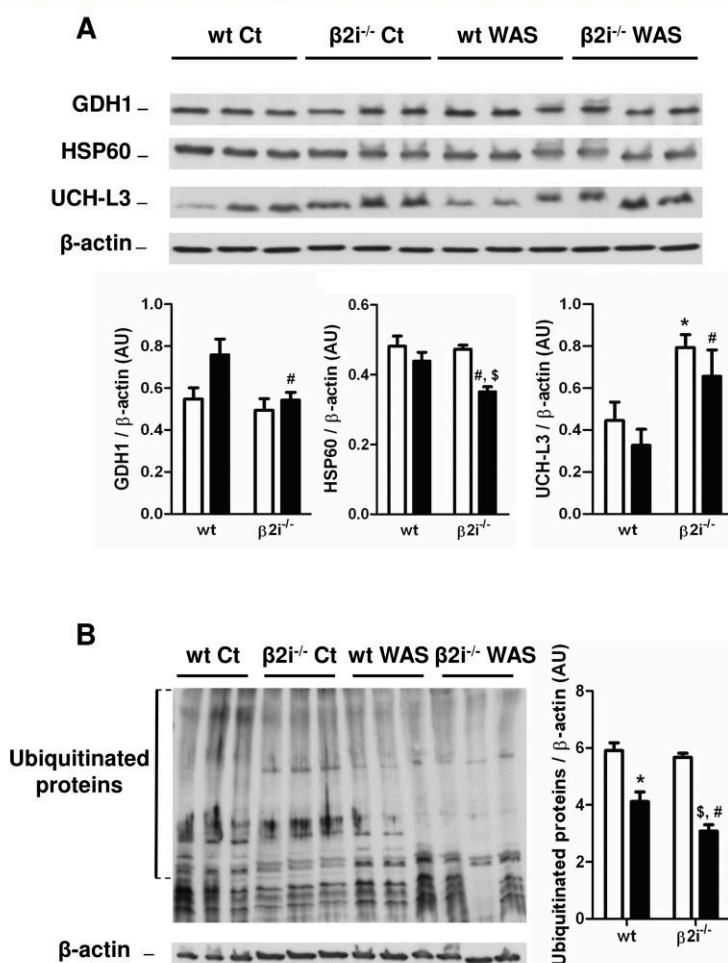 A
wt Ct β2i-/- Ct wt WAS β2i-/- WAS
GDH1
HSP60
UCH-L3
β-actin
GDH1 / β-actin (AU)
1.0
0.8
0.6
0.4
0.2
0.0
#
wt β2i-/-
HSP60 / β-actin (AU)
0.6
0.4
0.2
0.0
#, $
wt β2i-/-
UCH-L3 / β-actin (AU)
1.0
0.8
0.6
0.4
0.2
0.0
*
#
wt β2i-/-
B
wt Ct β2i-/- Ct wt WAS β2i-/- WAS
Ubiquitinated
proteins
β-actin
Ubiquitinated proteins / β-actin (AU)
8
6
4
2
0
*
$, #
wt β2i-/-